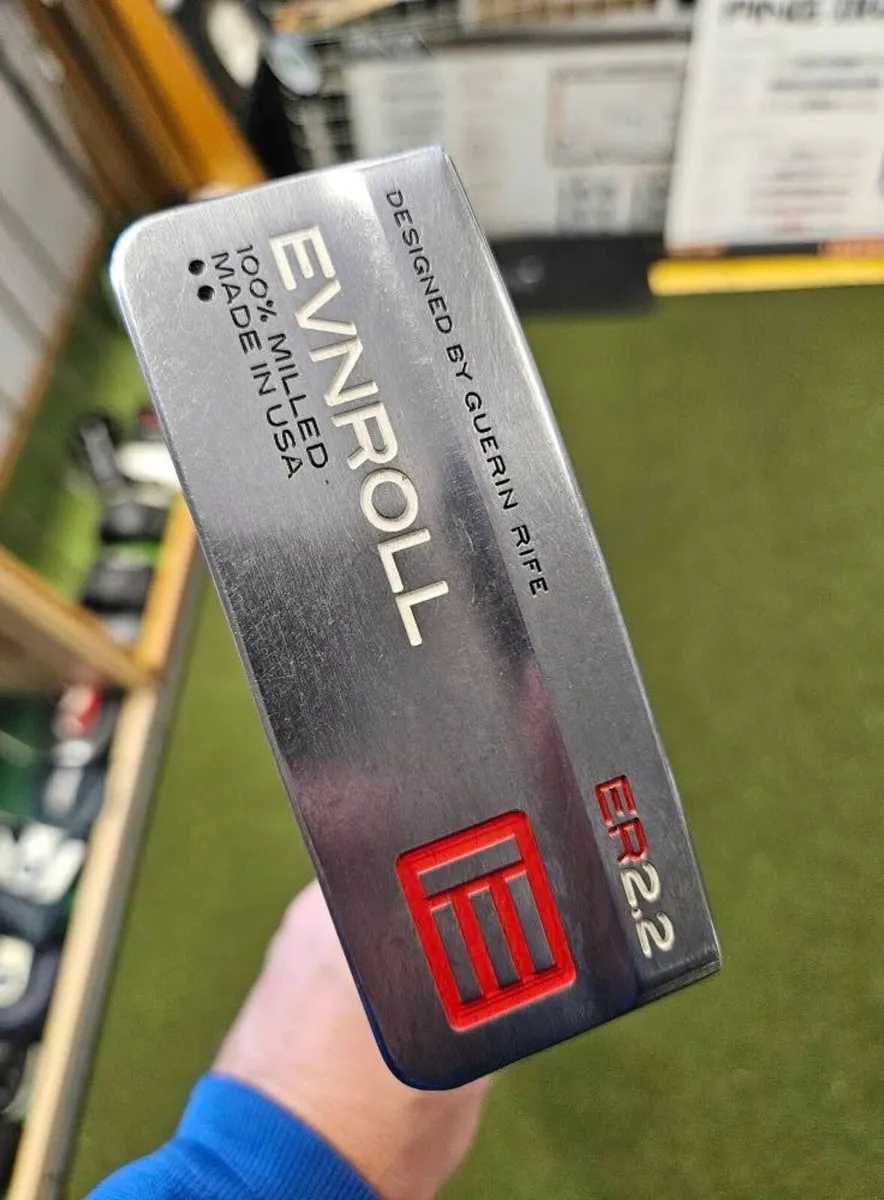 DESIGNED BY GUERIN RIFE
EVNROLL
100% MILLED
MADE IN USA
ER2.2
E